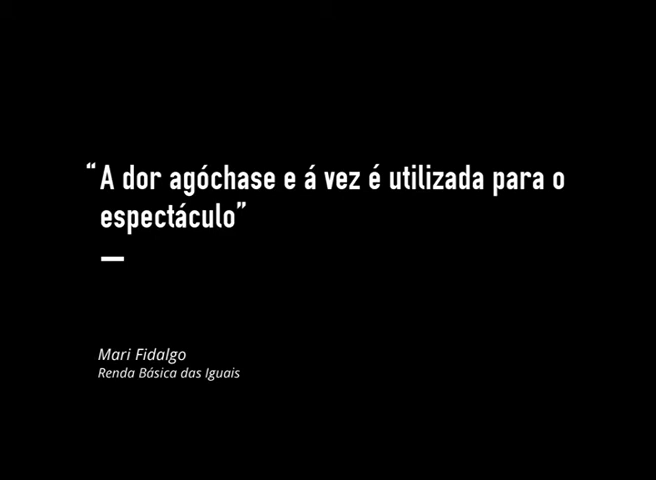 “A dor agóchase e á vez é utilizada para o
espectáculo”
Mari Fidalgo
Renda Básica das Iguais